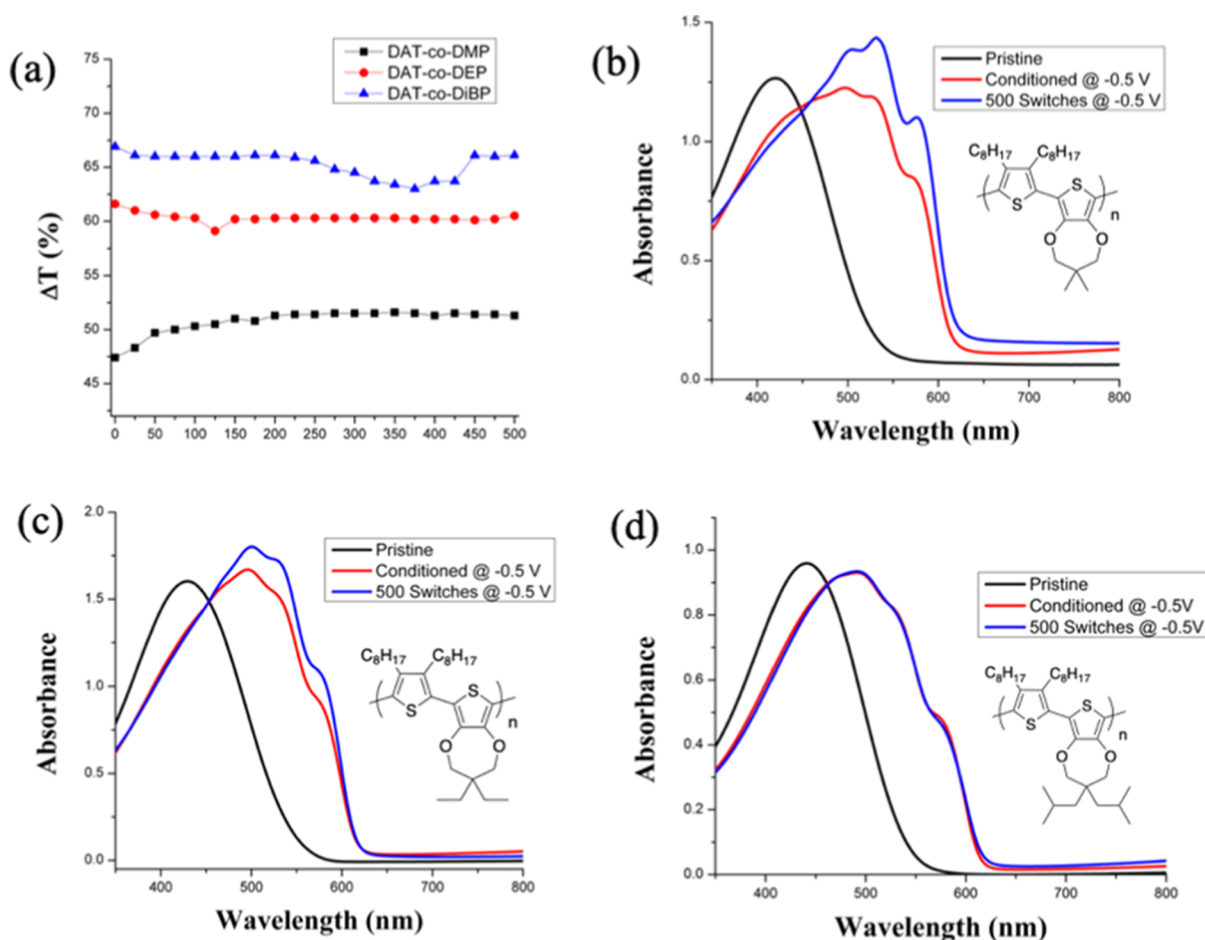 (a)
DAT-co-DMP
DAT-co-DEP
DAT-co-DiBP
75
70
65
60
55
50
45
ΔT (%)
0 50 100 150 200 250 300 350 400 450 500
(b)
Pristine
Conditioned @ -0.5 V
500 Switches @ -0.5 V
1.5
1.0
0.5
0.0
Absorbance
C8H17 C8H17
S
S
n
O
O
400 500 600 700 800
Wavelength (nm)
(c)
Pristine
Conditioned @ -0.5 V
500 Switches @ -0.5 V
2.0
1.5
1.0
0.5
0.0
Absorbance
C8H17 C8H17
S
S
n
O
O
400 500 600 700 800
Wavelength (nm)
(d)
Pristine
Conditioned @ -0.5V
500 Switches @ -0.5V
1.0
0.8
0.6
0.4
0.2
0.0
Absorbance
C8H17 C8H17
S
S
n
O
O
400 500 600 700 800
Wavelength (nm)